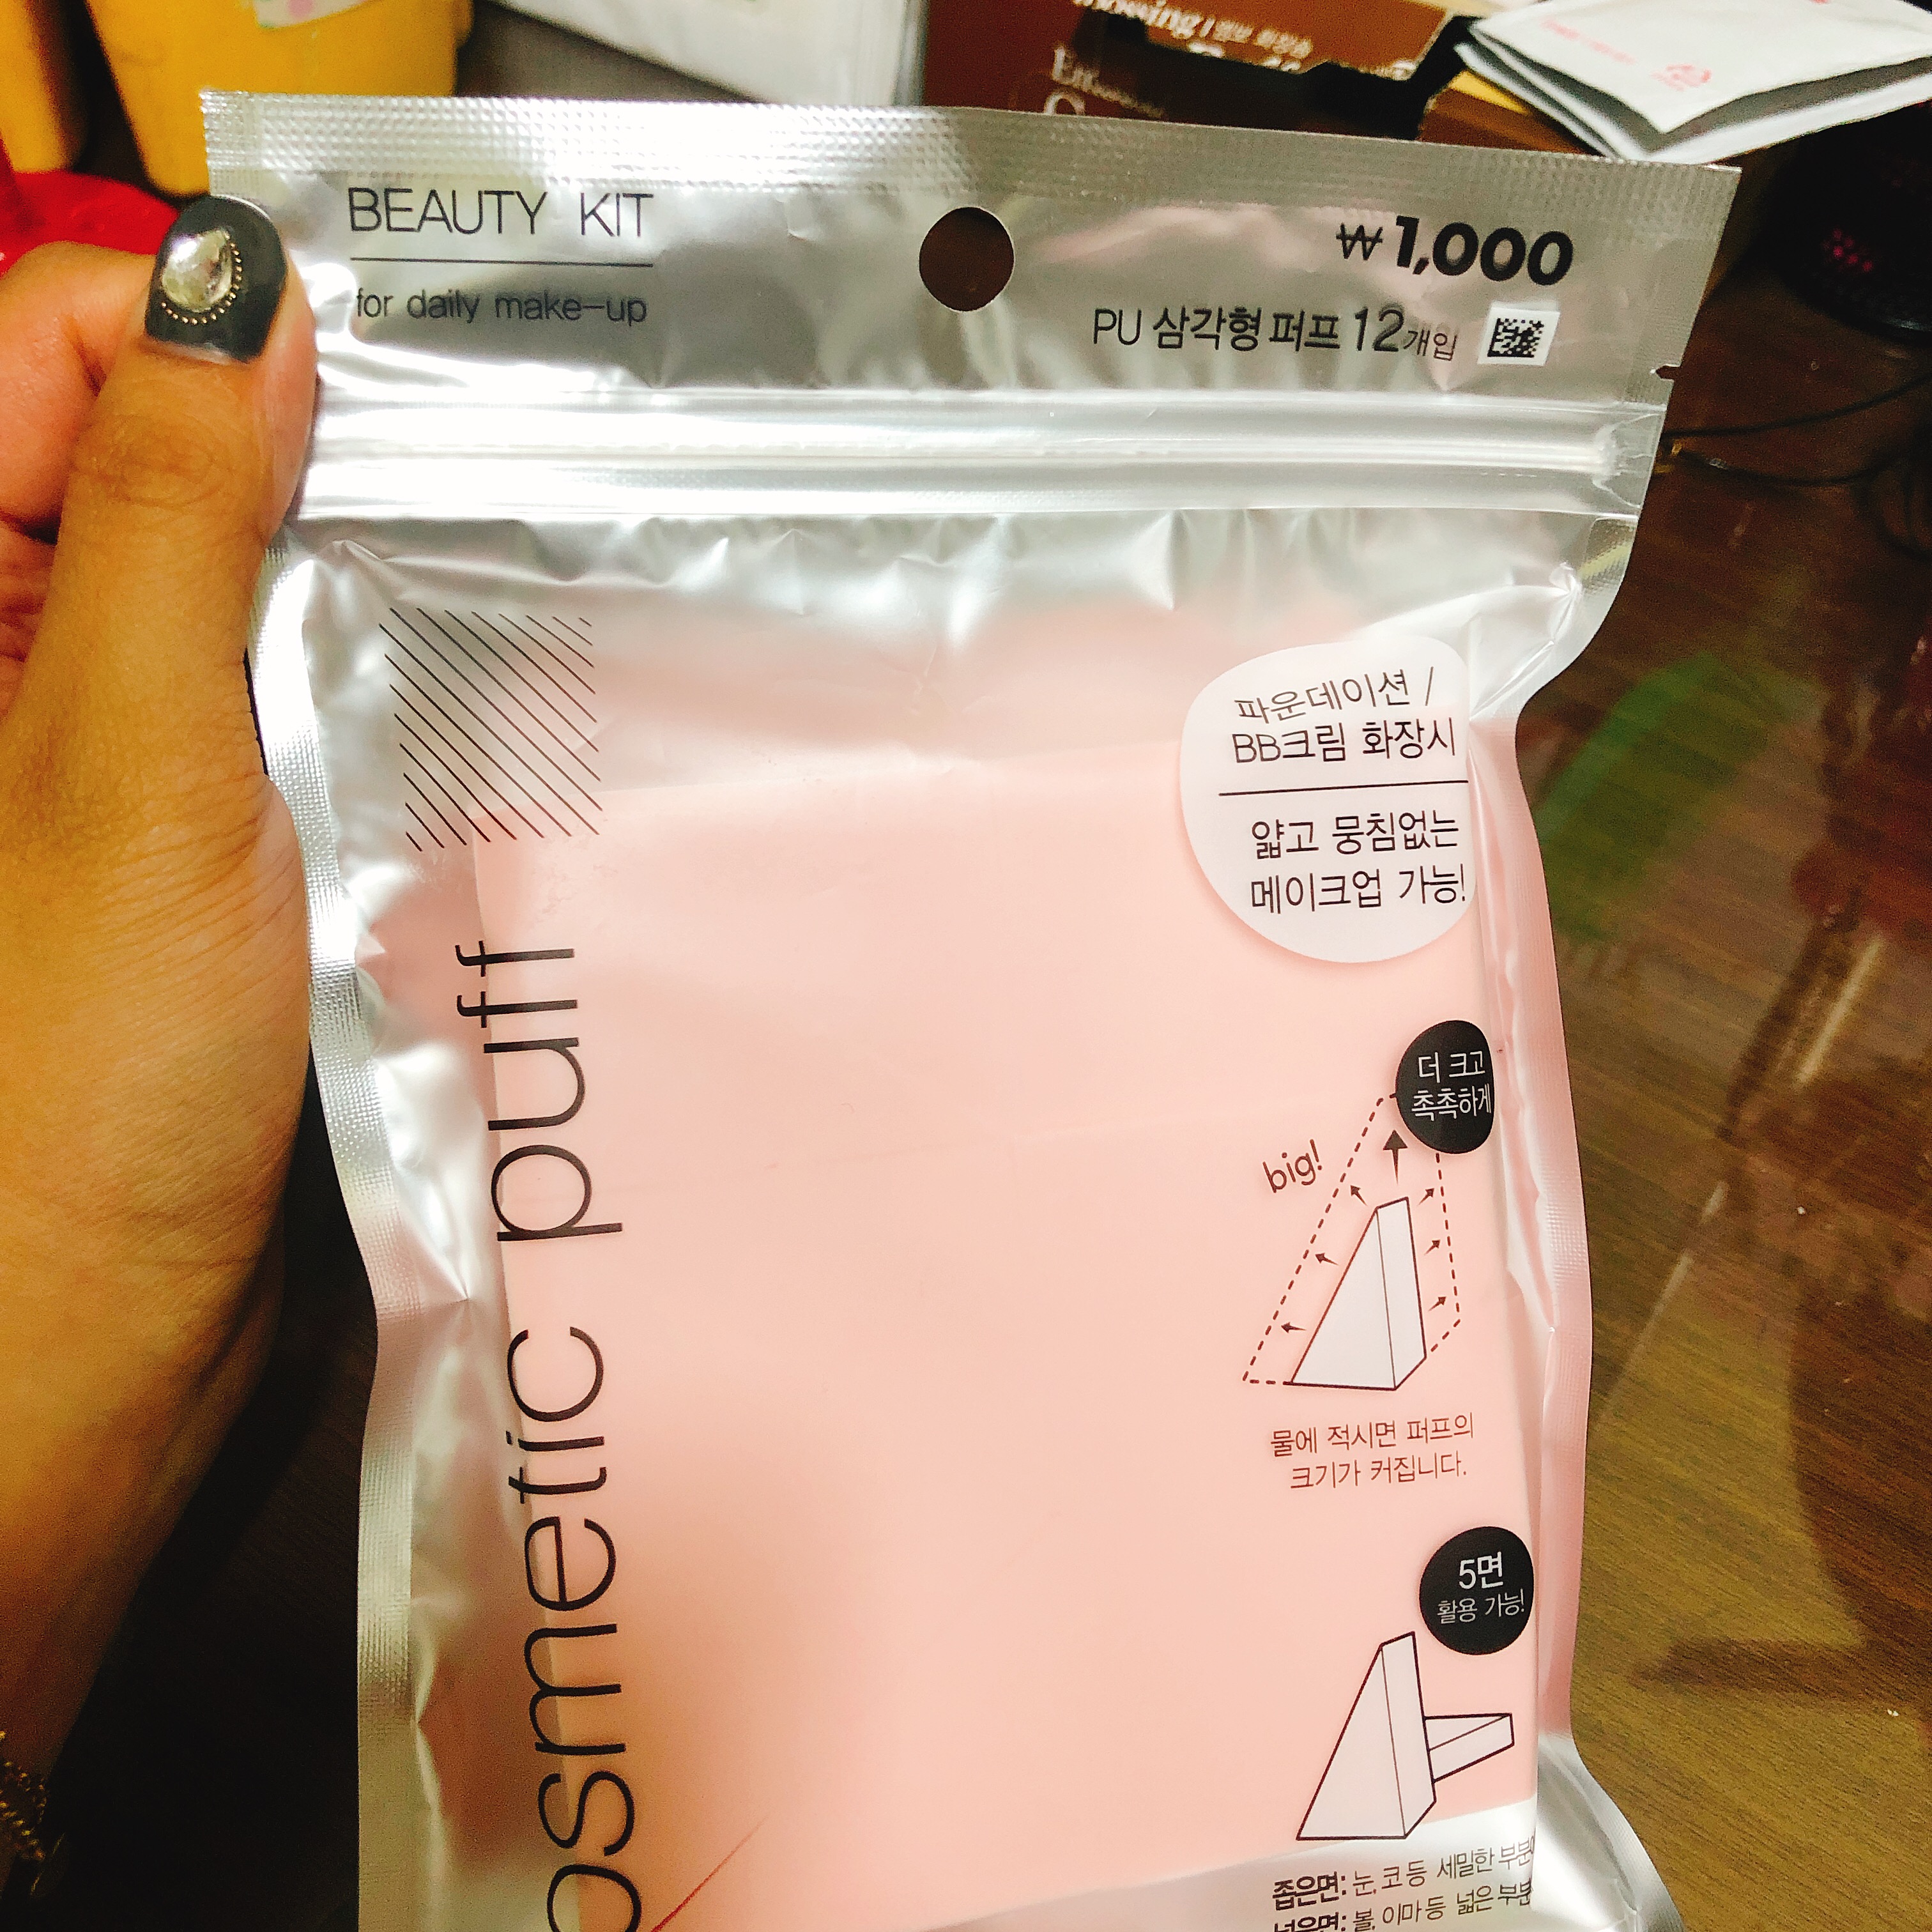 BEAUTY KIT
for daily make-up
₩1,000
PU 삼각형 퍼프 12개입
파운데이션 /
BB크림 화장시
얇고 뭉침없는
메이크업 가능!
더 크고
촉촉하게
big!
물에 적시면 퍼프의
크기가 커집니다.
5면
활용 가능!
좁은면: 눈, 코 등 세밀한
넓은면: 볼, 이마 등 넓은
osmetic puff